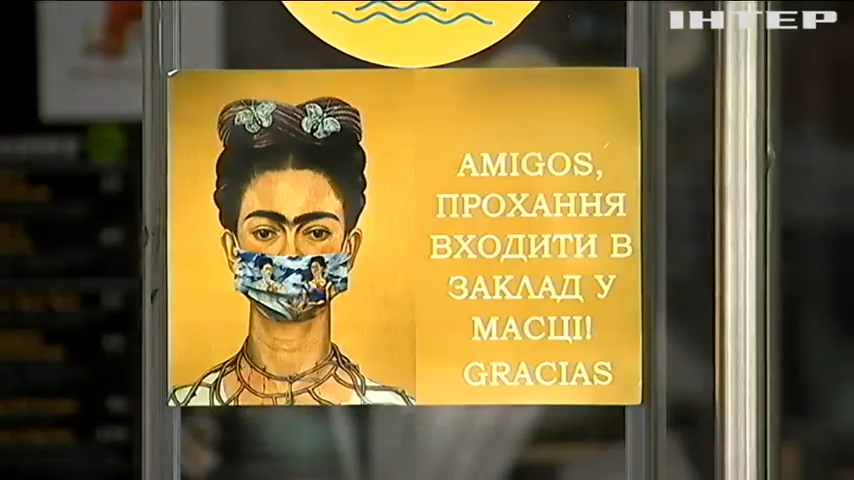 ІНТЕР
AMIGOS,
ПРОХАННЯ
ВХОДИТИ В
ЗАКЛАД У
МАСЦІ!
GRACIAS